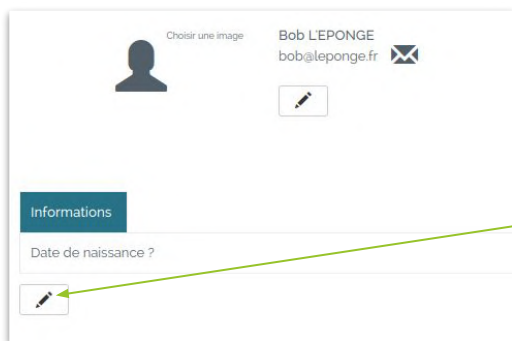 Choisir une image
Bob L'EPONGE
bob@leponge.fr
Informations
Date de naissance ?